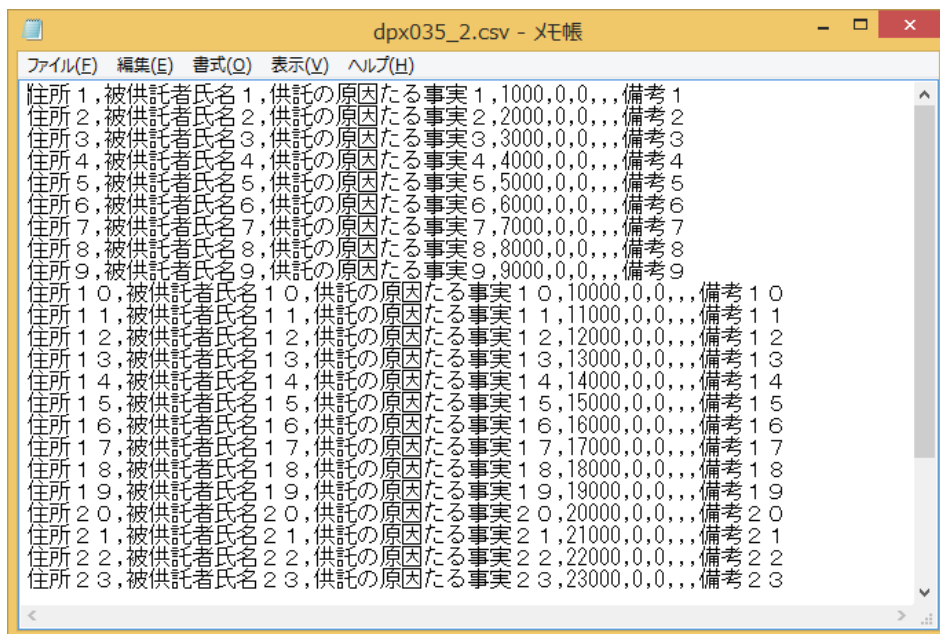 dpx035_2.csv - メモ帳
ファイル(F) 編集(E) 書式(O) 表示(V) ヘルプ(H)
住所１,被供託者氏名１,供託の原因たる事実１,1000,0,0,,,備考１
住所２,被供託者氏名２,供託の原因たる事実２,2000,0,0,,,備考２
住所３,被供託者氏名３,供託の原因たる事実３,3000,0,0,,,備考３
住所４,被供託者氏名４,供託の原因たる事実４,4000,0,0,,,備考４
住所５,被供託者氏名５,供託の原因たる事実５,5000,0,0,,,備考５
住所６,被供託者氏名６,供託の原因たる事実６,6000,0,0,,,備考６
住所７,被供託者氏名７,供託の原因たる事実７,7000,0,0,,,備考７
住所８,被供託者氏名８,供託の原因たる事実８,8000,0,0,,,備考８
住所９,被供託者氏名９,供託の原因たる事実９,9000,0,0,,,備考９
住所１０,被供託者氏名１０,供託の原因たる事実１０,10000,0,0,,,備考１０
住所１１,被供託者氏名１１,供託の原因たる事実１１,11000,0,0,,,備考１１
住所１２,被供託者氏名１２,供託の原因たる事実１２,12000,0,0,,,備考１２
住所１３,被供託者氏名１３,供託の原因たる事実１３,13000,0,0,,,備考１３
住所１４,被供託者氏名１４,供託の原因たる事実１４,14000,0,0,,,備考１４
住所１５,被供託者氏名１５,供託の原因たる事実１５,15000,0,0,,,備考１５
住所１６,被供託者氏名１６,供託の原因たる事実１６,16000,0,0,,,備考１６
住所１７,被供託者氏名１７,供託の原因たる事実１７,17000,0,0,,,備考１７
住所１８,被供託者氏名１８,供託の原因たる事実１８,18000,0,0,,,備考１８
住所１９,被供託者氏名１９,供託の原因たる事実１９,19000,0,0,,,備考１９
住所２０,被供託者氏名２０,供託の原因たる事実２０,20000,0,0,,,備考２０
住所２１,被供託者氏名２１,供託の原因たる事実２１,21000,0,0,,,備考２１
住所２２,被供託者氏名２２,供託の原因たる事実２２,22000,0,0,,,備考２２
住所２３,被供託者氏名２３,供託の原因たる事実２３,23000,0,0,,,備考２３